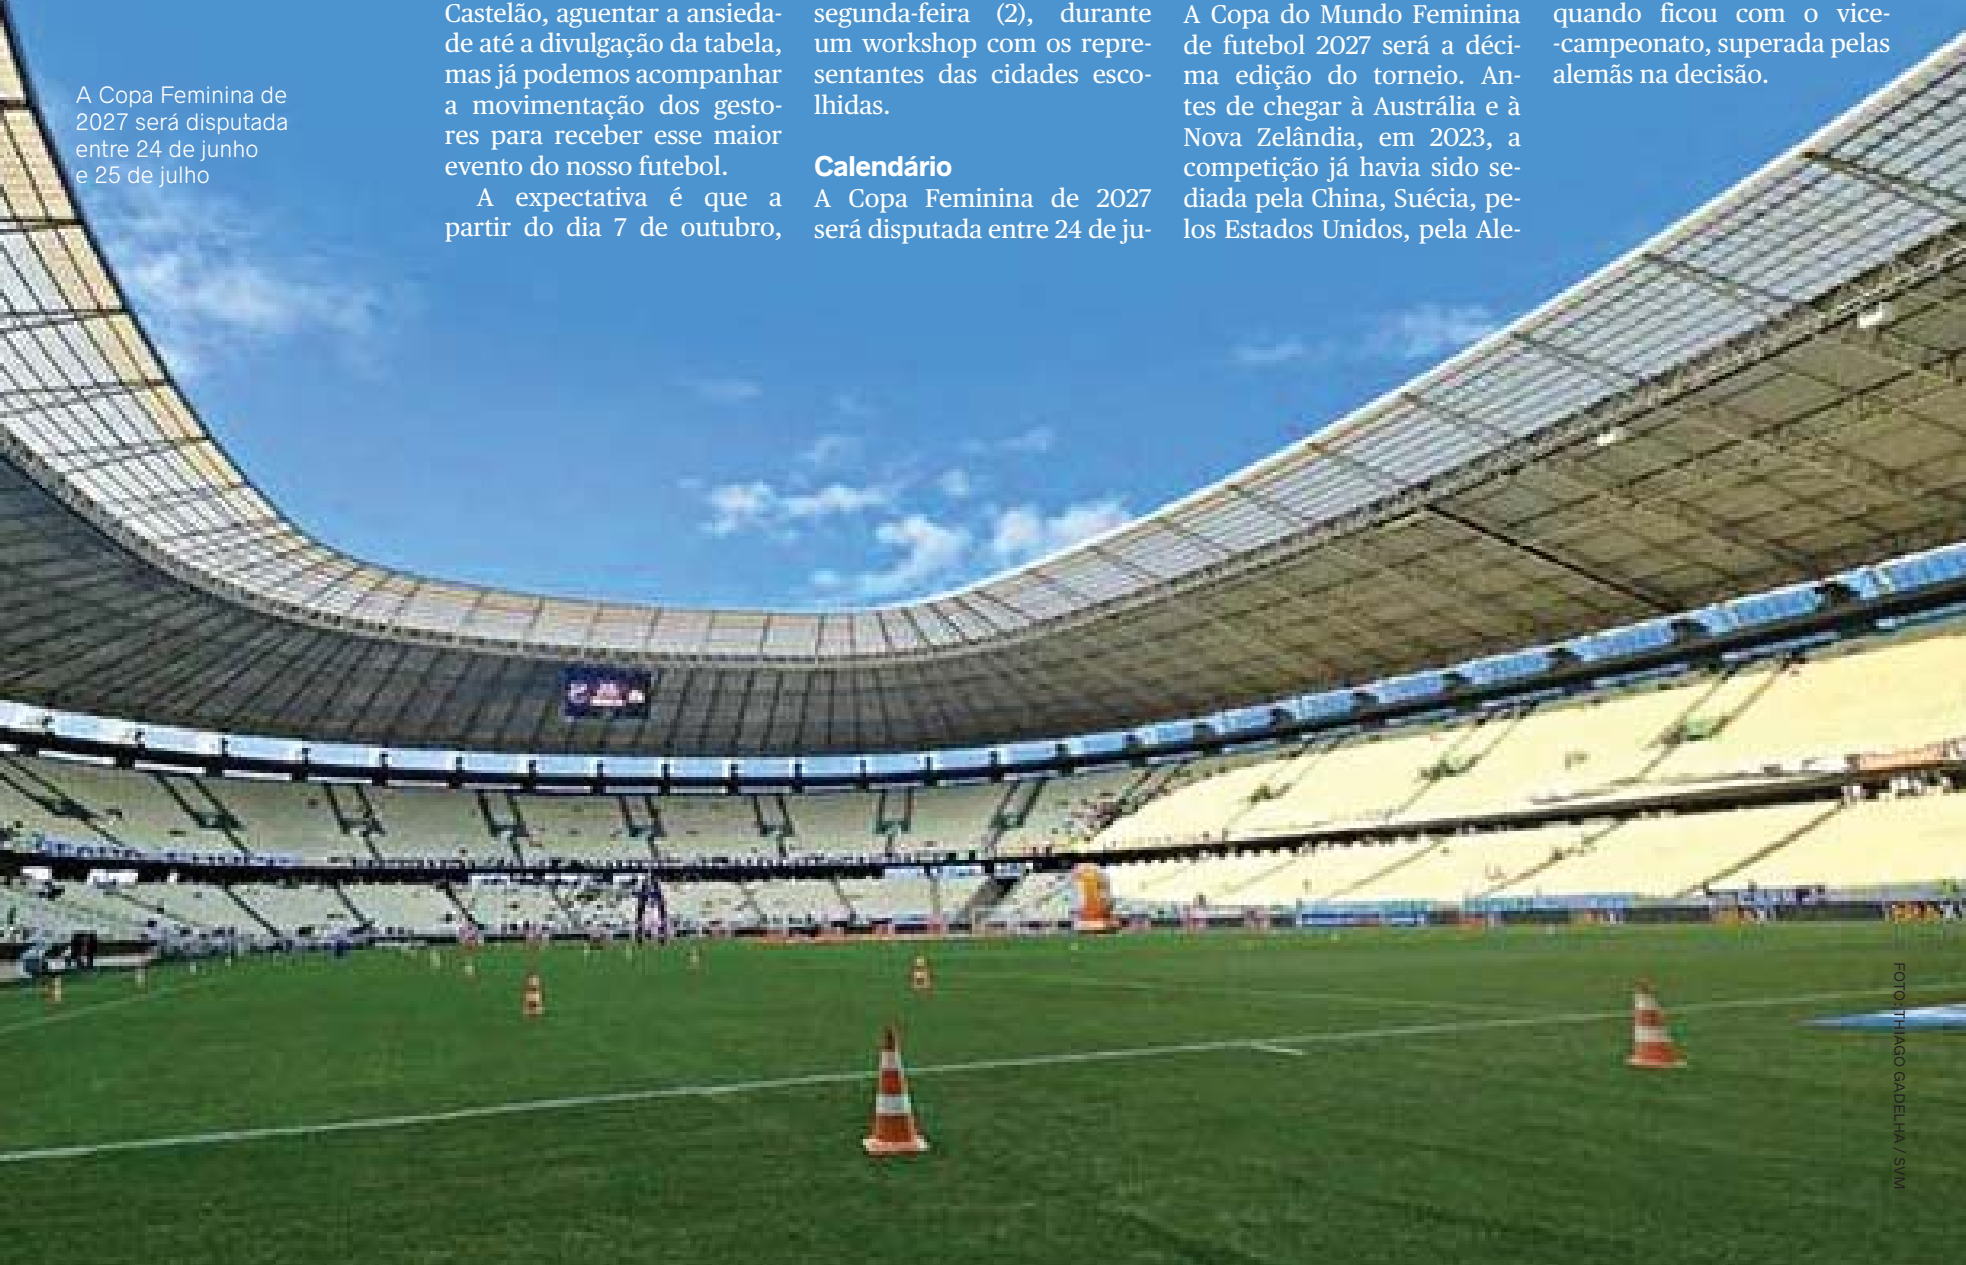 A Copa Feminina de
2027 será disputada
entre 24 de junho
e 25 de julho
Castelão, aguentar a ansieda-
de até a divulgação da tabela,
mas já podemos acompanhar
a movimentação dos gesto-
res para receber esse maior
evento do nosso futebol.
A expectativa é que a
partir do dia 7 de outubro,
segunda-feira (2), durante
um workshop com os repre-
sentantes das cidades esco-
lhidas.
Calendário
A Copa Feminina de 2027
será disputada entre 24 de ju-
A Copa do Mundo Feminina
de futebol 2027 será a déci-
ma edição do torneio. An-
tes de chegar à Austrália e à
Nova Zelândia, em 2023, a
competição já havia sido se-
diada pela China, Suécia, pe-
los Estados Unidos, pela Ale-
quando ficou com o vice-
-campeonato, superada pelas
alemãs na decisão.
FOTO: THIAGO GADELHA / SVM